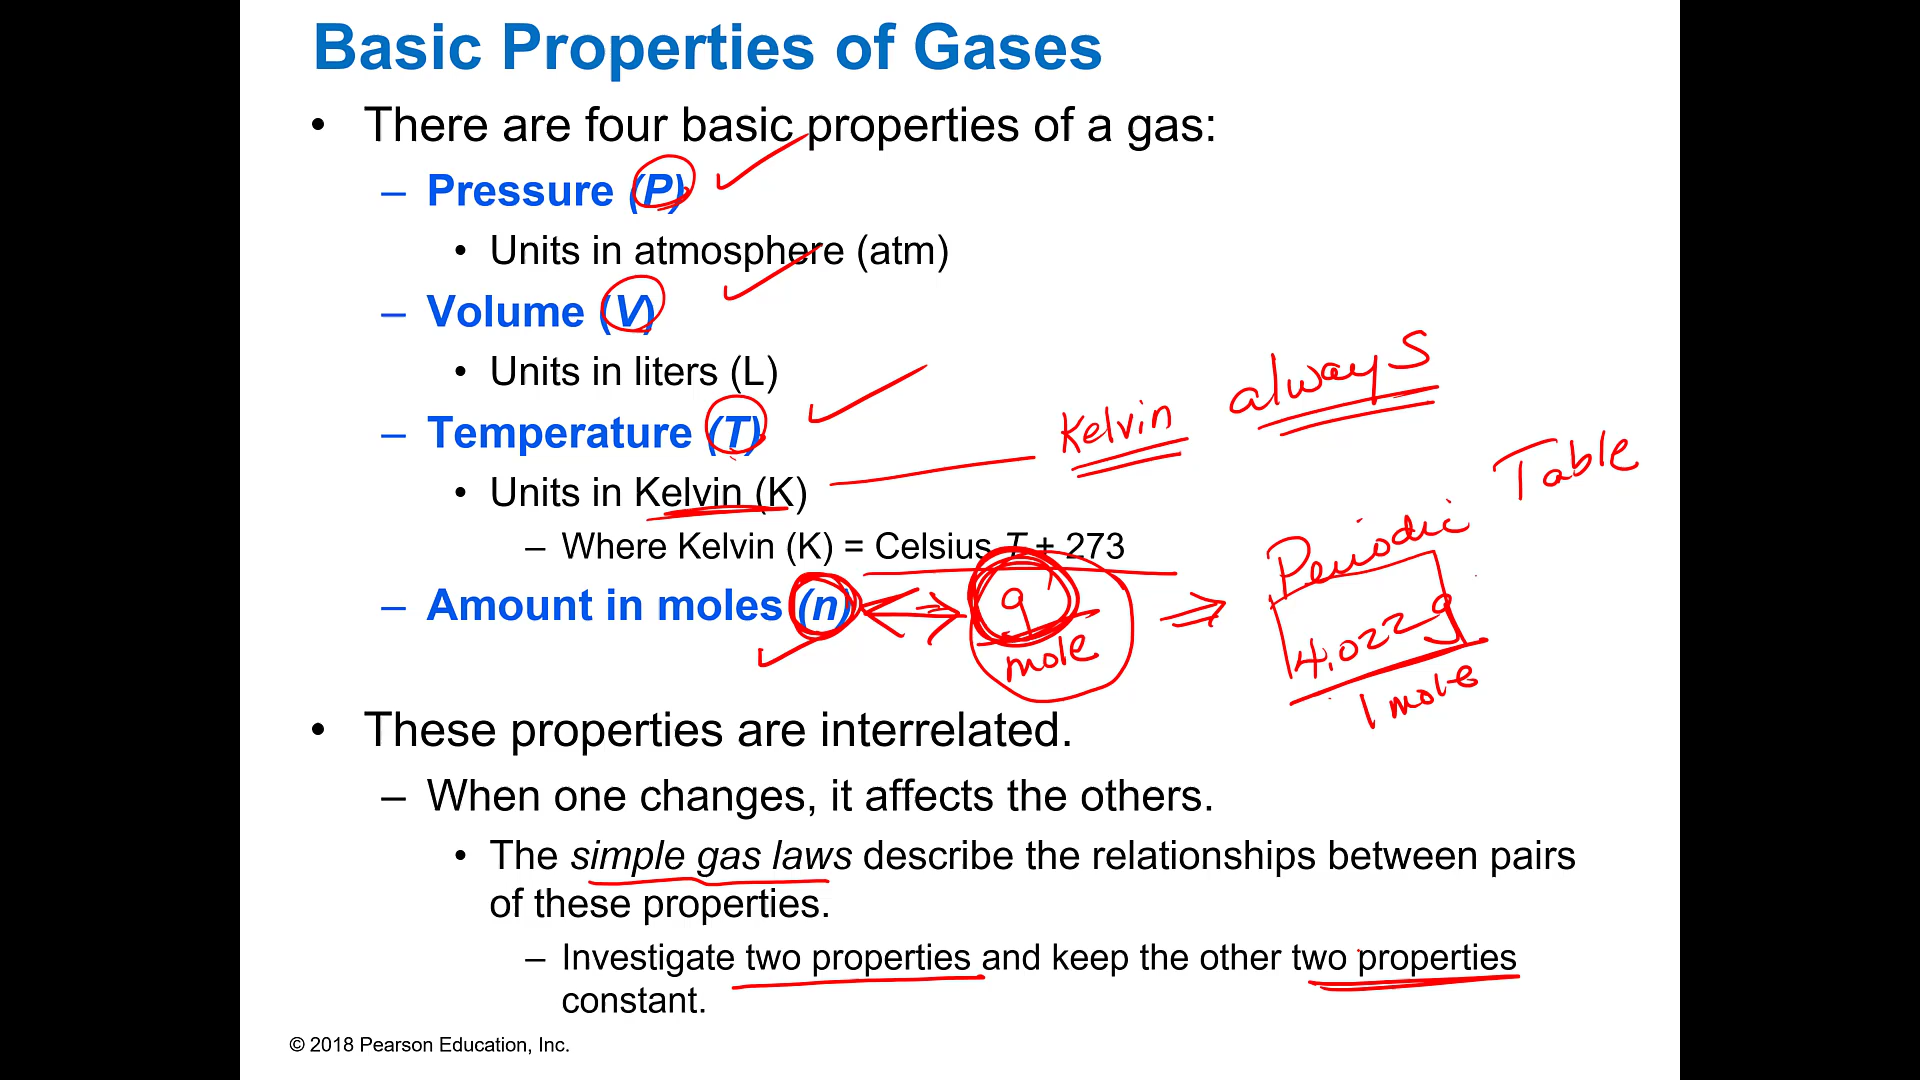 Basic Properties of Gases
• There are four basic properties of a gas:
– Pressure (P)
• Units in atmosphere (atm)
– Volume (V)
• Units in liters (L)
always
– Temperature (T)
Kelvin
Table
• Units in Kelvin (K)
Periodic
– Where Kelvin (K) = Celsius T + 273
– Amount in moles (n)
g
mole
4.022g
1 mole
• These properties are interrelated.
– When one changes, it affects the others.
• The simple gas laws describe the relationships between pairs
of these properties.
– Investigate two properties and keep the other two properties
constant.
© 2018 Pearson Education, Inc.